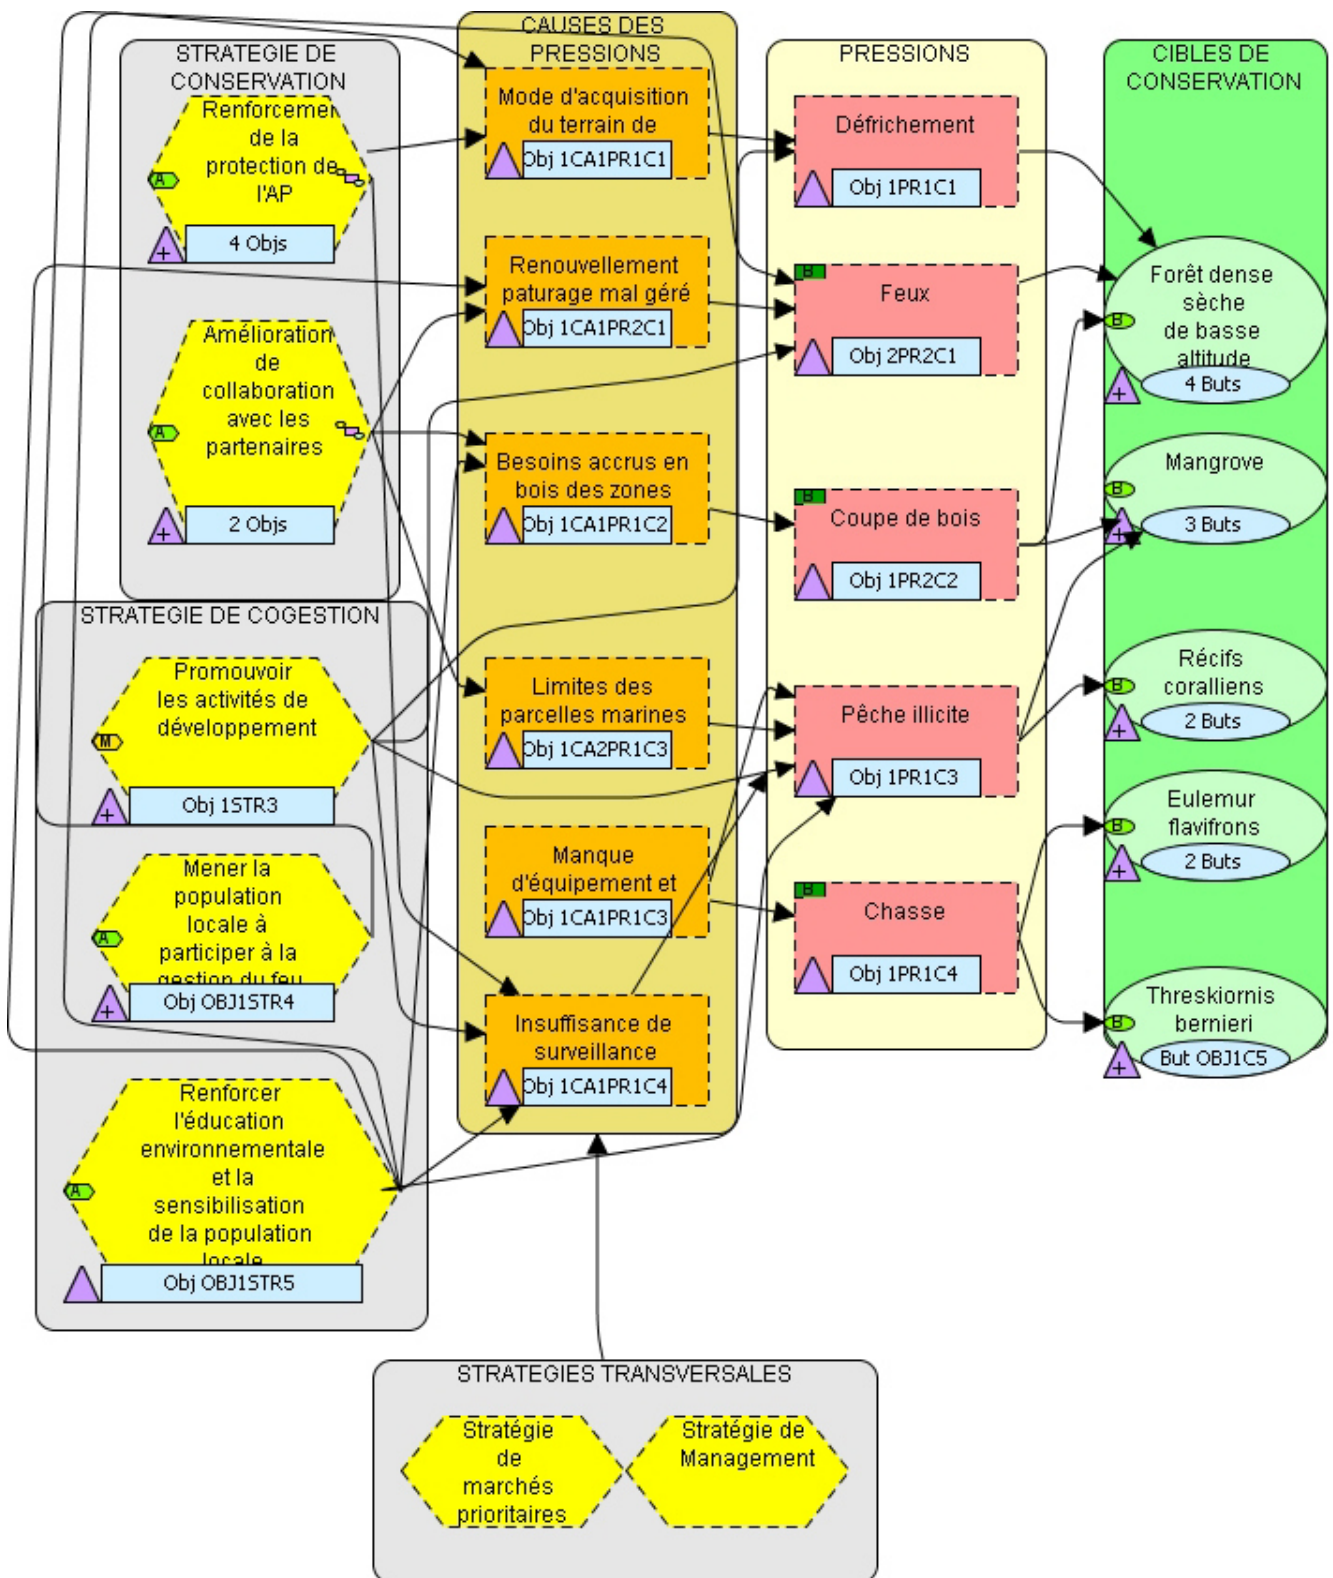 STRATEGIE DE
CONSERVATION
Renforcemen
de la
protection de
l'AP
A
4 Objs
Amélioration
de
collaboration
avec les
partenaires
A
2 Objs
STRATEGIE DE COGESTION
Promouvoir
les activités de
développement
M
Obj 1STR3
Mener la
population
locale à
participer à la
gestion du feu
A
Obj OBJ1STR4
Renforcer
l'éducation
environnementale
et la
sensibilisation
de la population
locale
A
Obj OBJ1STR5
CAUSES DES
PRESSIONS
Mode d'acquisition
du terrain de
Obj 1CA1PR1C1
Renouvellement
paturage mal géré
Obj 1CA1PR2C1
Besoins accrus en
bois des zones
Obj 1CA1PR1C2
Limites des
parcelles marines
Obj 1CA2PR1C3
Manque
d'équipement et
Obj 1CA1PR1C3
Insuffisance de
surveillance
Obj 1CA1PR1C4
PRESSIONS
Défrichement
Obj 1PR1C1
B
Feux
Obj 2PR2C1
B
Coupe de bois
Obj 1PR2C2
Pêche illicite
Obj 1PR1C3
B
Chasse
Obj 1PR1C4
CIBLES DE
CONSERVATION
Forêt dense
sèche
de basse
altitude
B
4 Buts
Mangrove
B
3 Buts
Récifs
coralliens
B
2 Buts
Eulemur
flavifrons
B
2 Buts
Threskiornis
bernieri
B
But OBJ1C5
STRATEGIES TRANSVERSALES
Stratégie
de
marchés
prioritaires
Stratégie de
Management